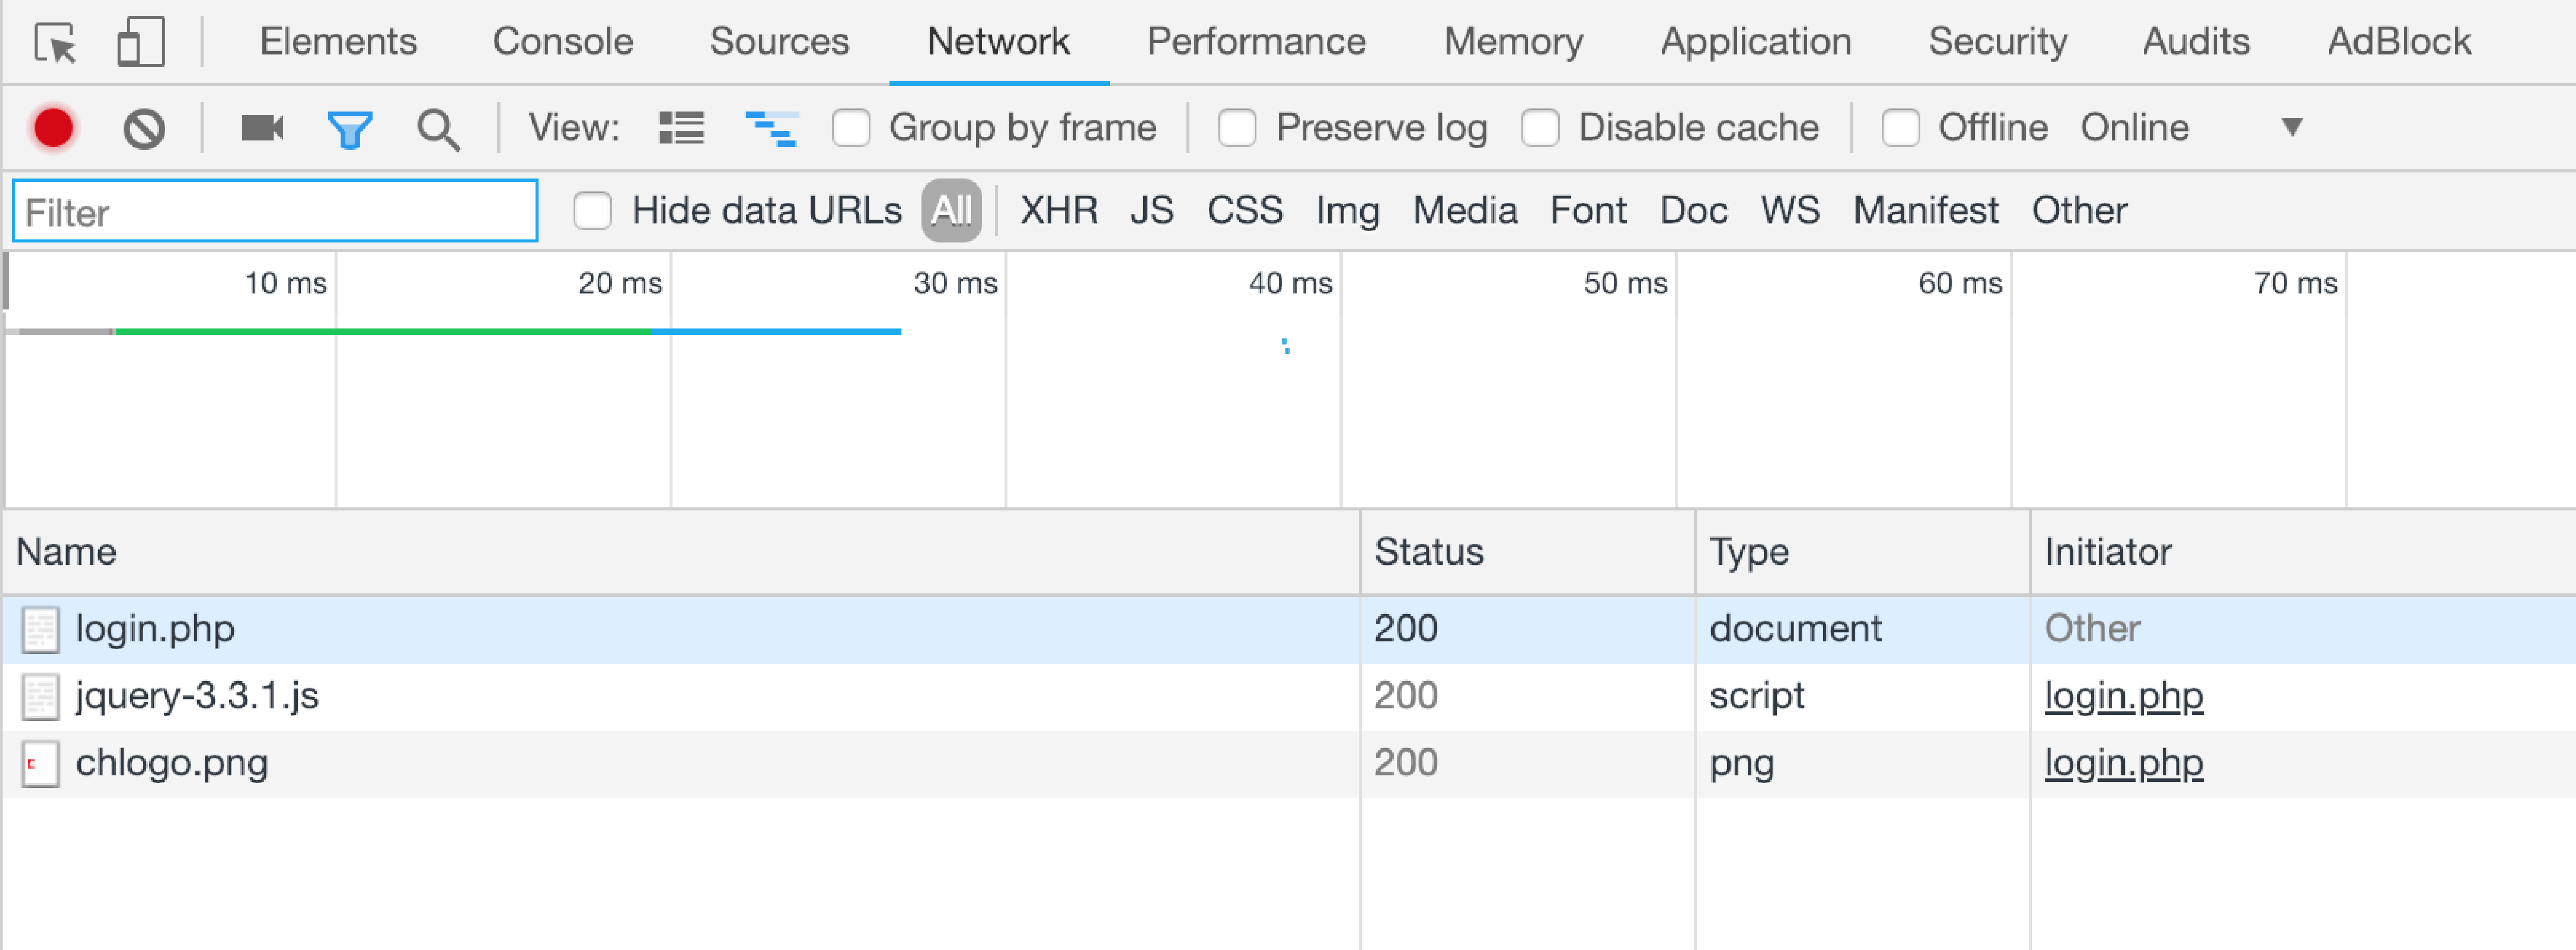 Elements Console Sources Network Performance Memory Application Security Audits AdBlock
View: Group by frame Preserve log Disable cache Offline Online ▼
Filter Hide data URLs All XHR JS CSS Img Media Font Doc WS Manifest Other
10 ms 20 ms 30 ms 40 ms 50 ms 60 ms 70 ms
Name Status Type Initiator
login.php 200 document Other
jquery-3.3.1.js 200 script login.php
chlogo.png 200 png login.php